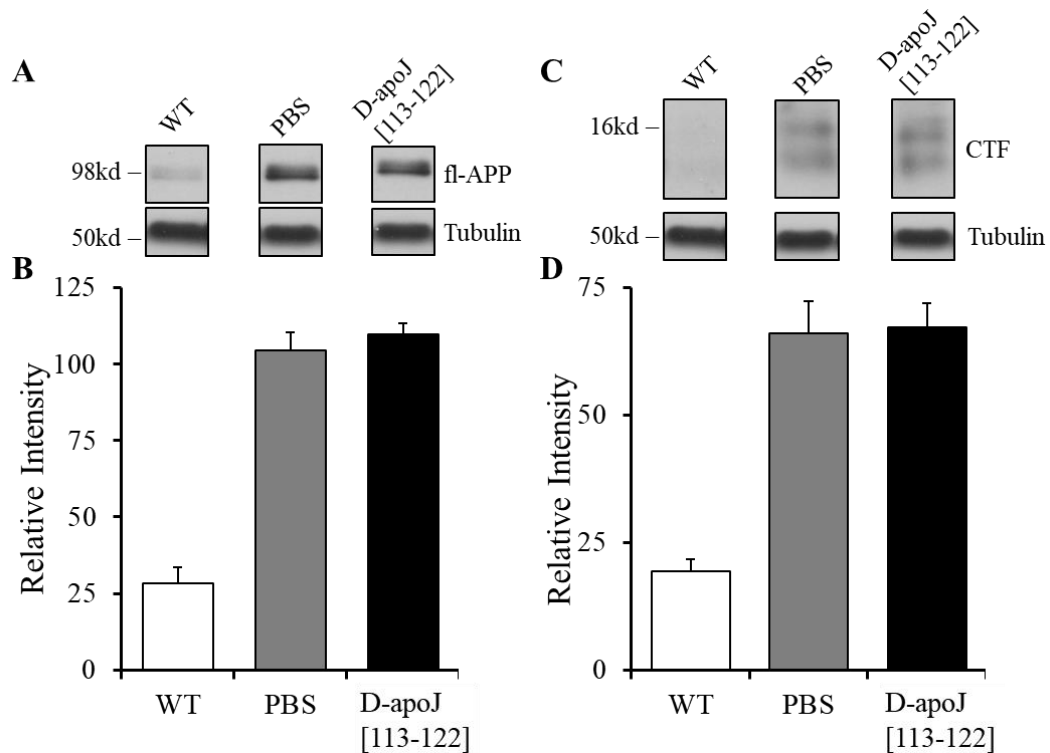 A
WT
PBS
D-apoJ
[113-122]
98kd
fl-APP
50kd
Tubulin
B
125
100
75
50
25
0
Relative Intensity
WT
PBS
D-apoJ
[113-122]
C
WT
PBS
D-apoJ
[113-122]
16kd
CTF
50kd
Tubulin
D
75
50
25
0
Relative Intensity
WT
PBS
D-apoJ
[113-122]